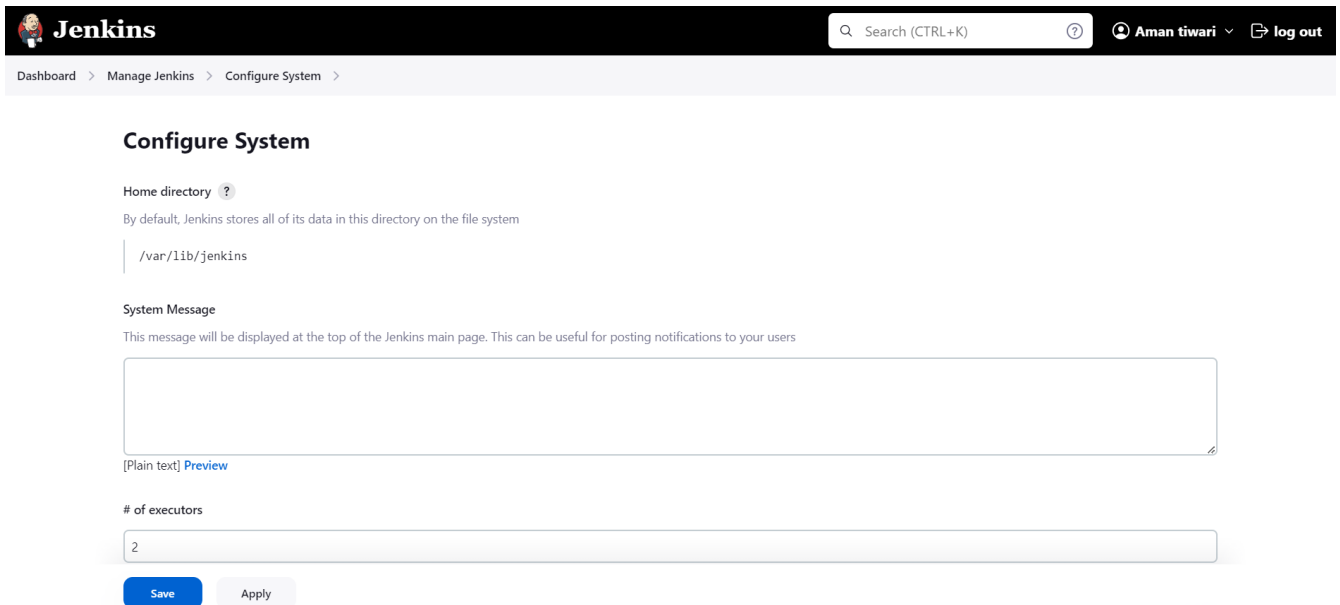 Jenkins
Search (CTRL+K) ?
Aman tiwari
log out
Dashboard > Manage Jenkins > Configure System >
Configure System
Home directory ?
By default, Jenkins stores all of its data in this directory on the file system
/var/lib/jenkins
System Message
This message will be displayed at the top of the Jenkins main page. This can be useful for posting notifications to your users
[Plain text] Preview
# of executors
2
Save Apply